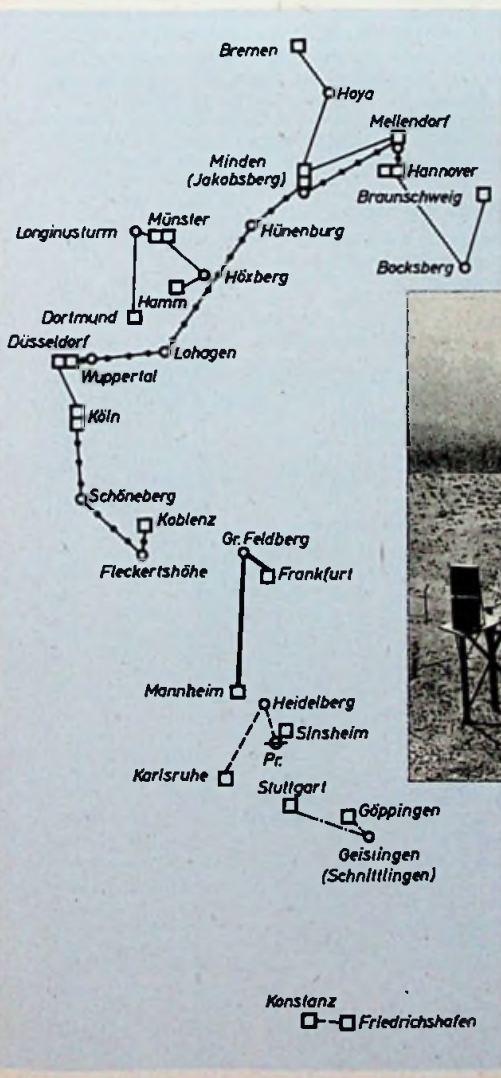 Bremen
Hoya
Mellendorf
Minden
(Jakobsberg)
Hannover
Braunschweig
Longinusturm
Münster
Hünenburg
Bocksberg
Höxberg
Hamm
Dortmund
Düsseldorf
Lohagen
Wuppertal
Köln
Schöneberg
Koblenz
Gr. Feldberg
Fleckertshöhe
Frankfurt
Mannheim
Heidelberg
Sinsheim
Pr.
Karlsruhe
Stuttgart
Göppingen
Geislingen
(Schnittlingen)
Konstanz
Friedrichshafen